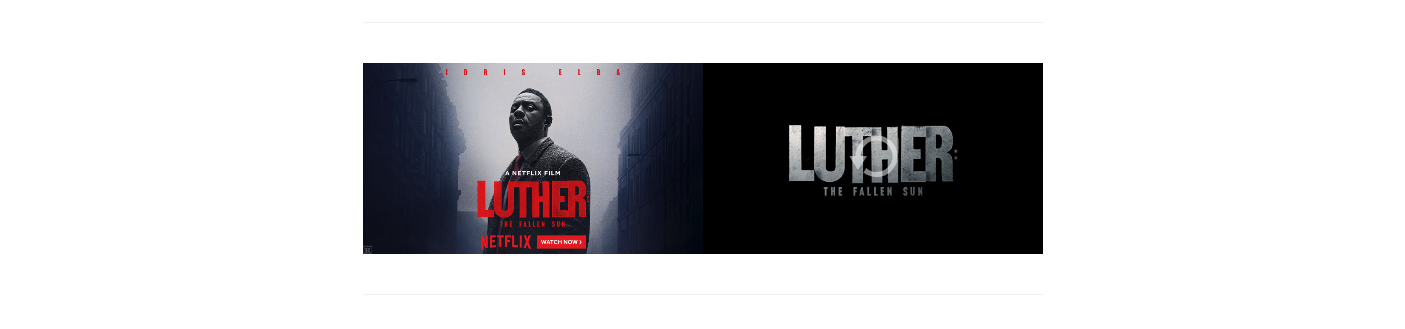 IDRIS ELBA
A NETFLIX FILM
LUTHER:
THE FALLEN SUN
NETFLIX
WATCH NOW ›
LUTHER:
THE FALLEN SUN